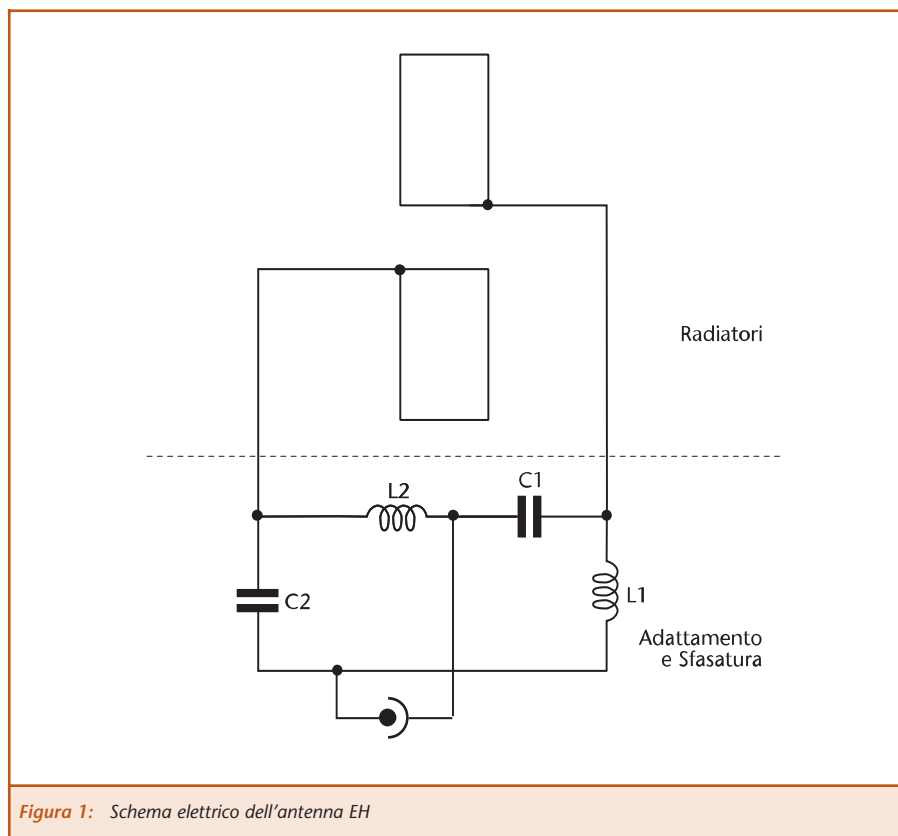 Radiatori
C1
L2
C2
L1
Adattamento
e Sfasatura
Figura 1: Schema elettrico dell'antenna EH